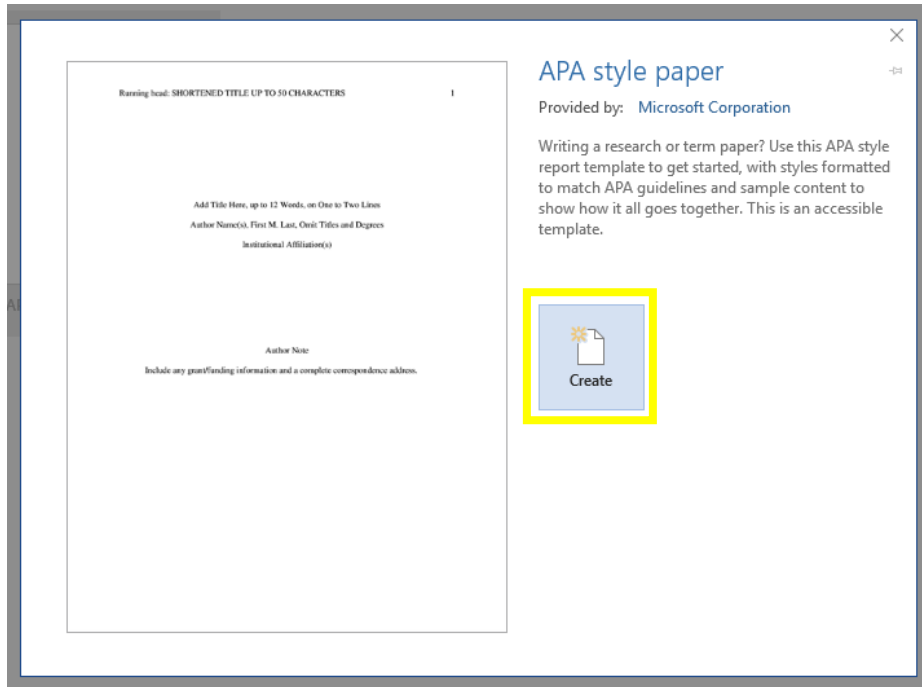 Running head: SHORTENED TITLE UP TO 50 CHARACTERS 1
Add Title Here, up to 12 Words, on One to Two Lines
Author Name(s), First M. Last, Omit Titles and Degrees
Institutional Affiliation(s)
Author Note
Include any grant/funding information and a complete correspondence address.
APA style paper
Provided by: Microsoft Corporation
Writing a research or term paper? Use this APA style
report template to get started, with styles formatted
to match APA guidelines and sample content to
show how it all goes together. This is an accessible
template.
Create